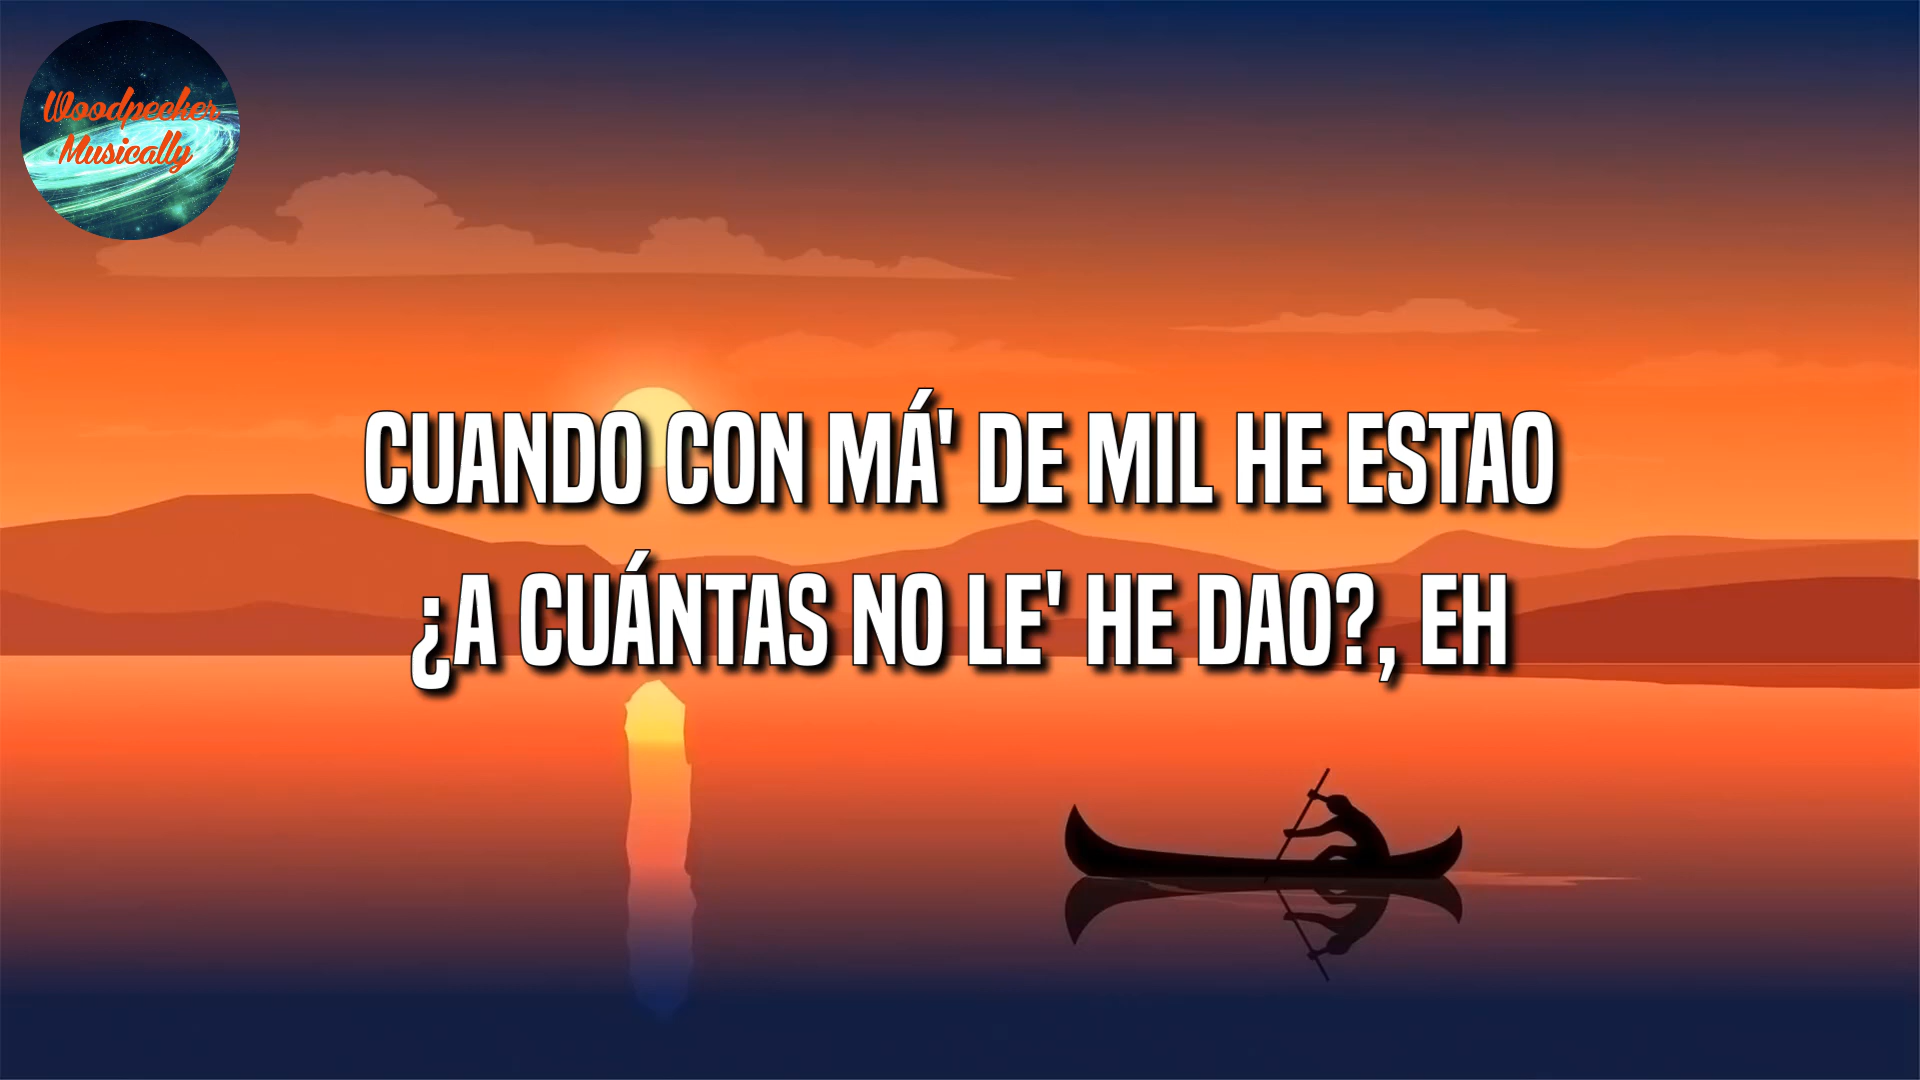 Woodpecker
Musically
CUANDO CON MÁ' DE MIL HE ESTAO
¿A CUÁNTAS NO LE' HE DAO?, EH